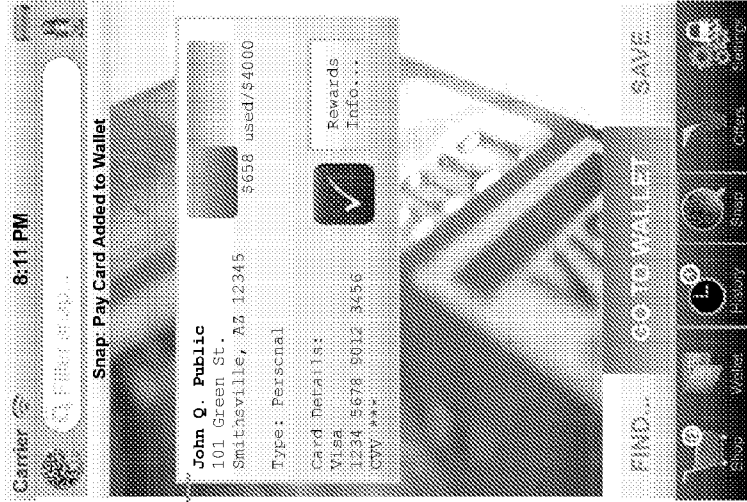 Carrier
8:11 PM
Filter snap...
Snap: Pay Card Added to Wallet
John Q. Public
101 Green St.
Smithsville, AZ 12345
$658 used/$4000
Type: Personal
Card Details:
Visa
1234 5678 9012 3456
CVV ***
Rewards
Info...
FIND...
GO TO WALLET
SAVE
Shop
Wallet
History
Snap
Offers
Settings